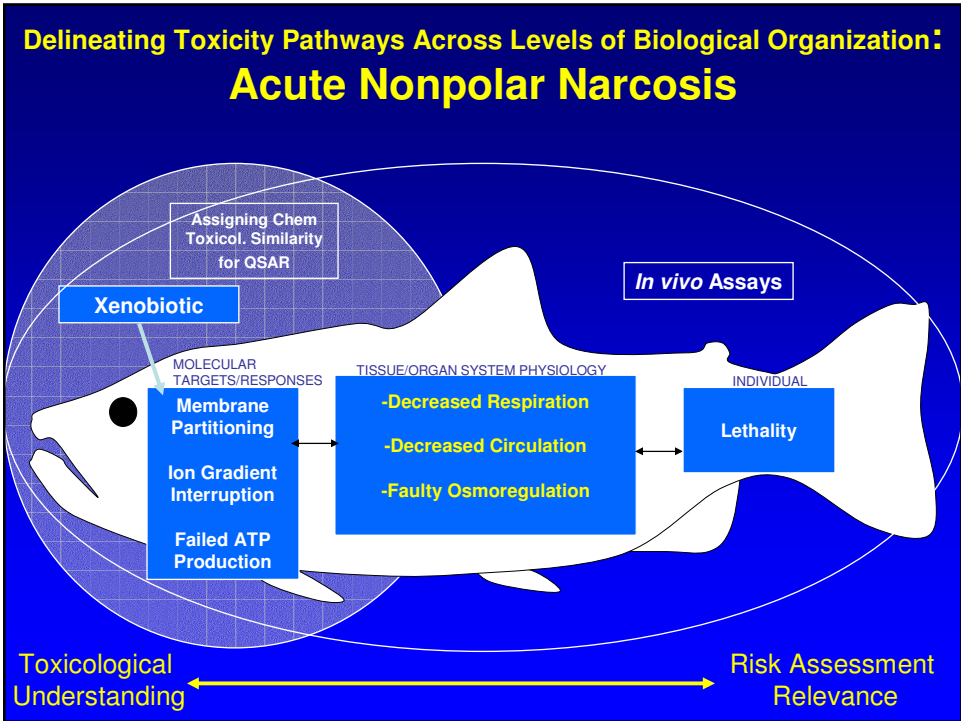 Delineating Toxicity Pathways Across Levels of Biological Organization:
Acute Nonpolar Narcosis
Assigning Chem
Toxicol. Similarity
for QSAR
In vivo Assays
Xenobiotic
MOLECULAR
TARGETS/RESPONSES
Membrane
Partitioning
Ion Gradient
Interruption
Failed ATP
Production
TISSUE/ORGAN SYSTEM PHYSIOLOGY
-Decreased Respiration
-Decreased Circulation
-Faulty Osmoregulation
INDIVIDUAL
Lethality
Toxicological
Understanding
Risk Assessment
Relevance